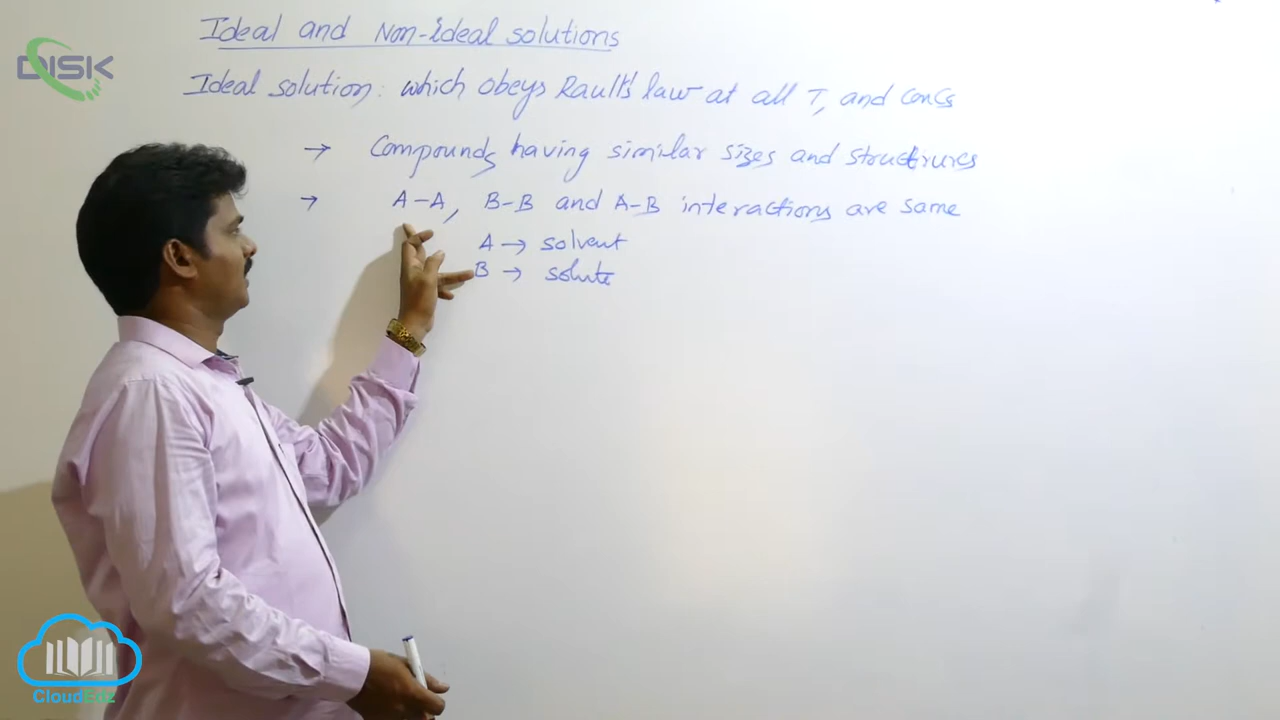 Ideal and Non-ideal solutions
DISK
Ideal solution: which obeys Rault's law at all T, and Concs
→ Compounds having similar sizes and structrures
→ A-A, B-B and A-B interactions are same
A → solvent
B → solute
CloudEdz